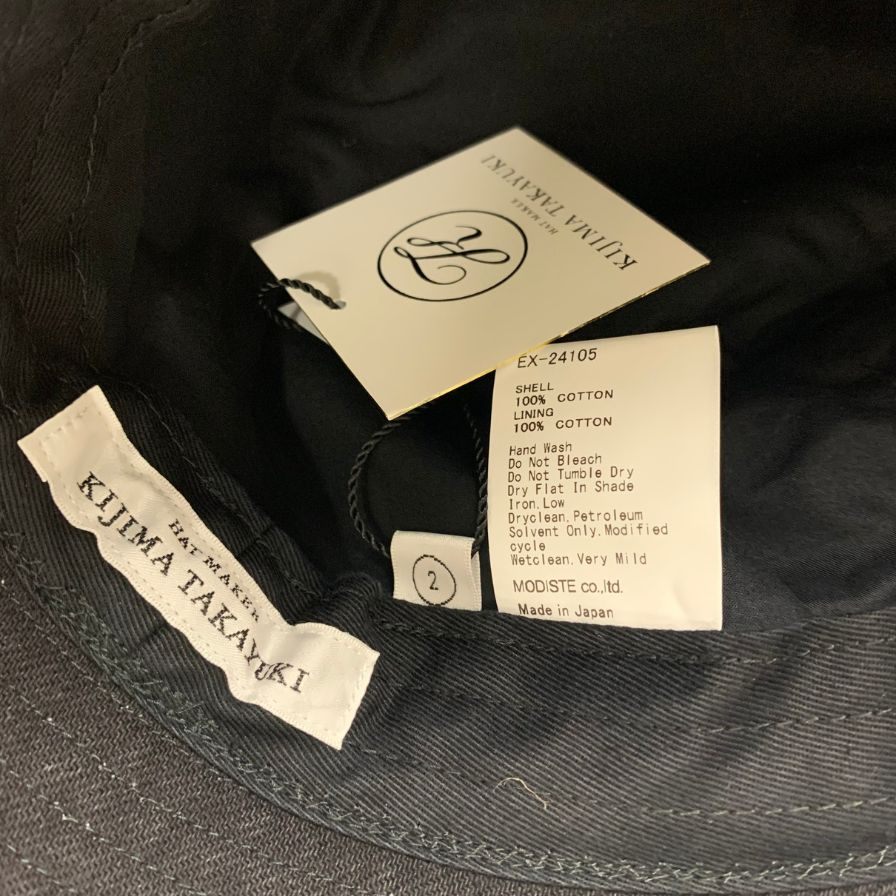 KIJIMA TAKAYUKI
HAT MAKER
EX-24105
SHELL
100% COTTON
LINING
100% COTTON
Hand Wash
Do Not Bleach
Do Not Tumble Dry
Dry Flat In Shade
Iron,Low
Dryclean,Petroleum
Solvent Only,Modified
cycle
Wetclean,Very Mild
MODISTE co.,ltd.
Made in Japan
2
HAT MAKER
KIJIMA TAKAYUKI